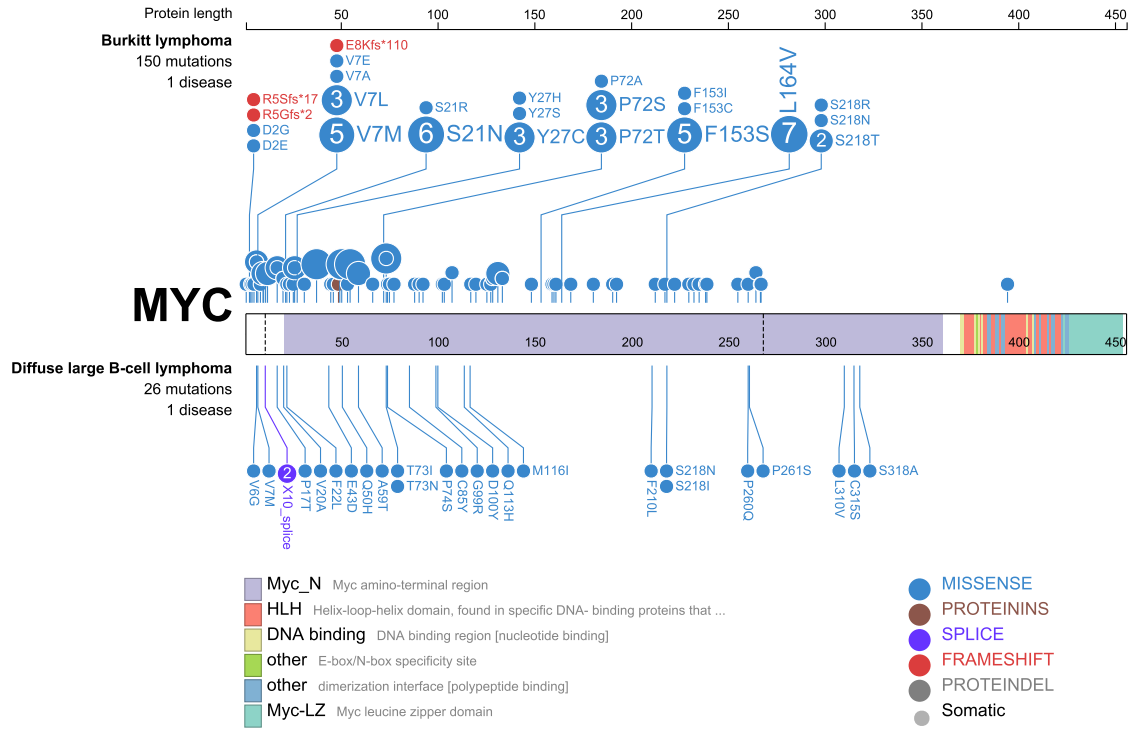 Protein length
50 100 150 200 250 300 350 400 450
Burkitt lymphoma
150 mutations
1 disease
R5Sfs*17
R5Gfs*2
D2G
D2E
E8Kfs*110
V7E
V7A
3 V7L
5 V7M
S21R
6 S21N
Y27H
Y27S
3 Y27C
P72A
3 P72S
3 P72T
F153I
F153C
5 F153S
L164V
7
S218R
S218N
2 S218T
MYC
50 100 150 200 250 300 350 400 450
Diffuse large B-cell lymphoma
26 mutations
1 disease
V6G
V7M
2
X10_splice
P17T
V20A
F22L
E43D
Q50H
A59T
T73I
T73N
P74S
C85Y
G99R
D100Y
Q113H
M116I
F210L
S218N
S218I
P260Q
P261S
L310V
C315S
S318A
Myc_N Myc amino-terminal region
HLH Helix-loop-helix domain, found in specific DNA- binding proteins that ...
DNA binding DNA binding region [nucleotide binding]
other E-box/N-box specificity site
other dimerization interface [polypeptide binding]
Myc-LZ Myc leucine zipper domain
MISSENSE
PROTEININS
SPLICE
FRAMESHIFT
PROTEINDEL
Somatic